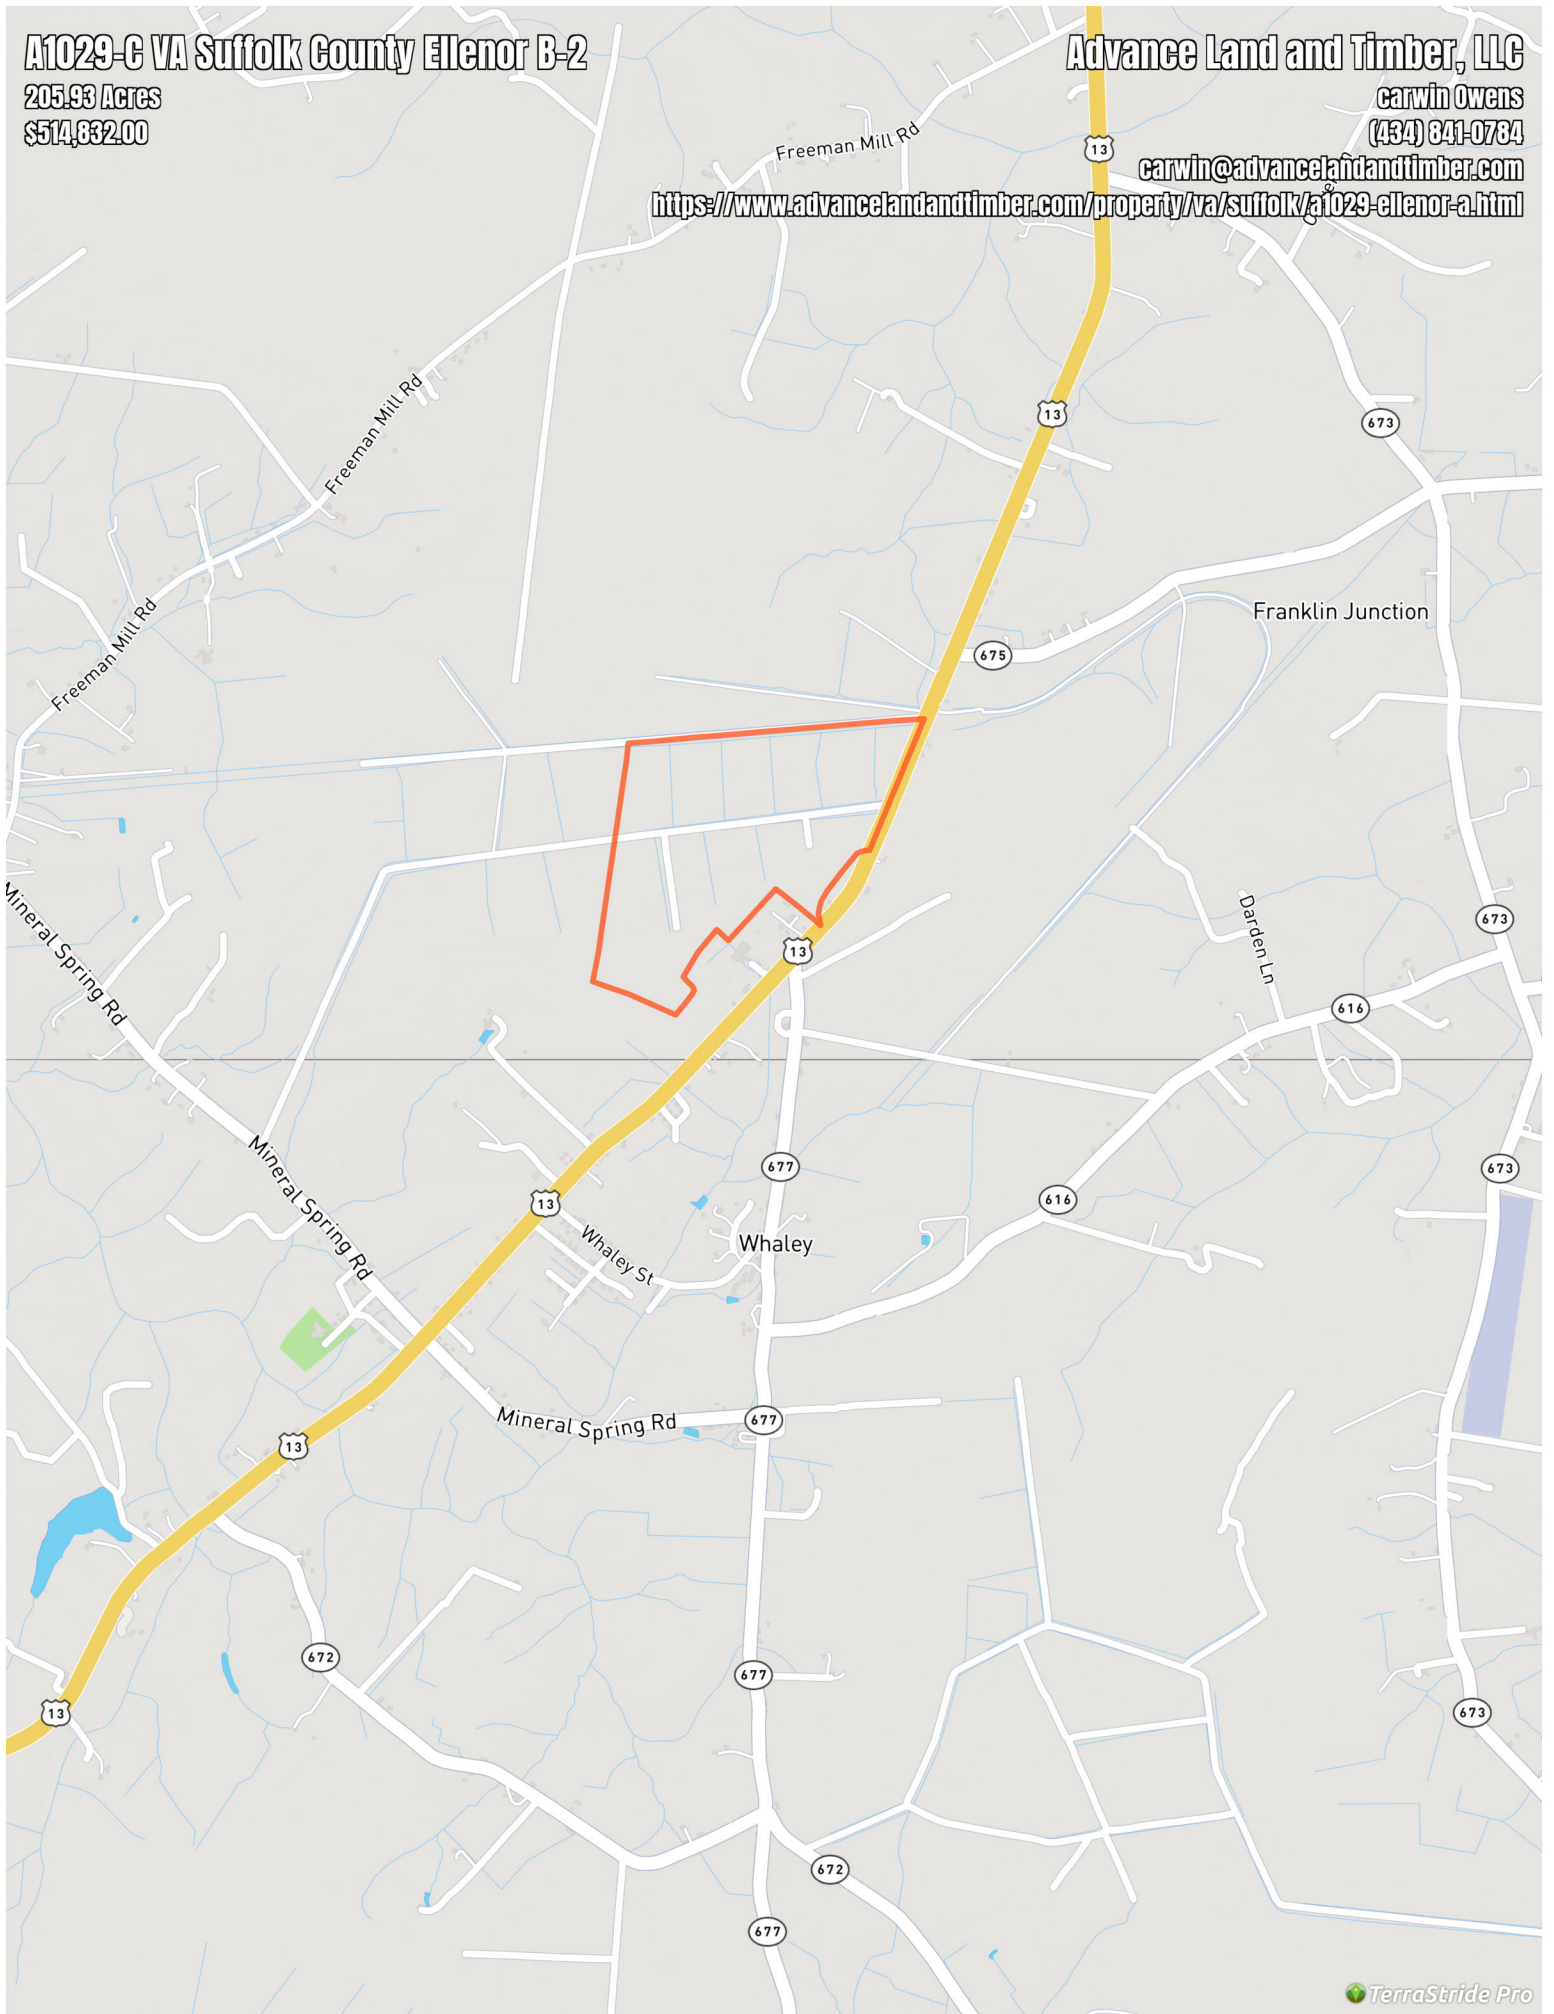 A1029-C VA Suffolk County Ellenor B-2
205.93 Acres
$514,832.00
Advance Land and Timber, LLC
carwin Owens
(434) 841-0784
carwin@advancelandandtimber.com
https://www.advancelandandtimber.com/property/va/suffolk/a1029-ellenor-a.html
Freeman Mill Rd
13
13
Freeman Mill Rd
673
Freeman Mill Rd
Franklin Junction
675
Mineral Spring Rd
13
Darden Ln
673
616
Mineral Spring Rd
677
673
13
616
Whaley St
Whaley
Mineral Spring Rd
677
13
672
677
13
673
672
677
TerraStride Pro